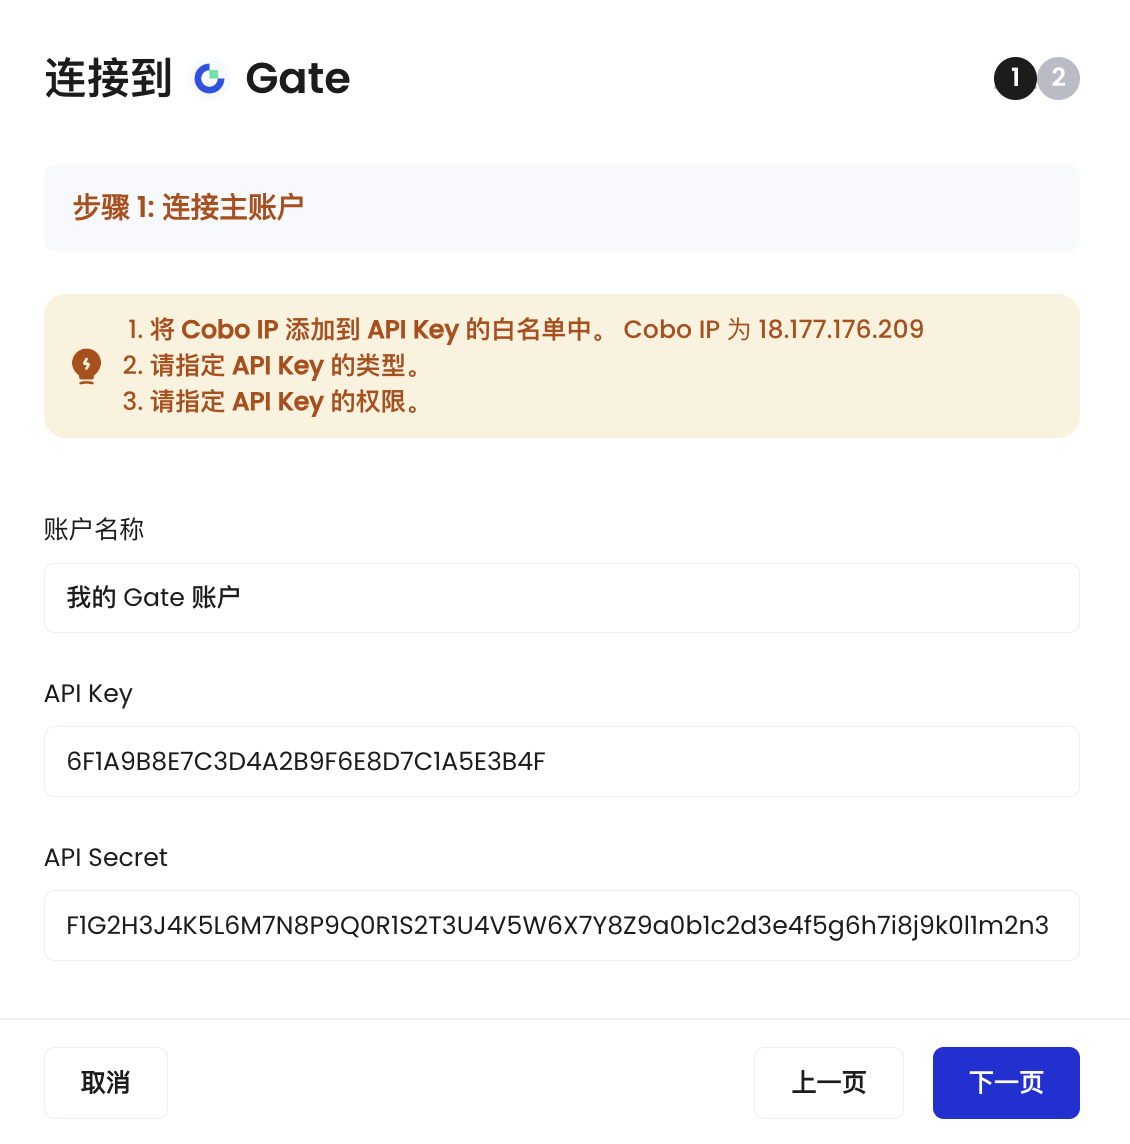 连接到 Gate
1 2
步骤 1: 连接主账户
1. 将 Cobo IP 添加到 API Key 的白名单中。 Cobo IP 为 18.177.176.209
2. 请指定 API Key 的类型。
3. 请指定 API Key 的权限。
账户名称
我的 Gate 账户
API Key
6F1A9B8E7C3D4A2B9F6E8D7C1A5E3B4F
API Secret
F1G2H3J4K5L6M7N8P9Q0R1S2T3U4V5W6X7Y8Z9a0b1c2d3e4f5g6h7i8j9k0l1m2n3
取消 上一页 下一页